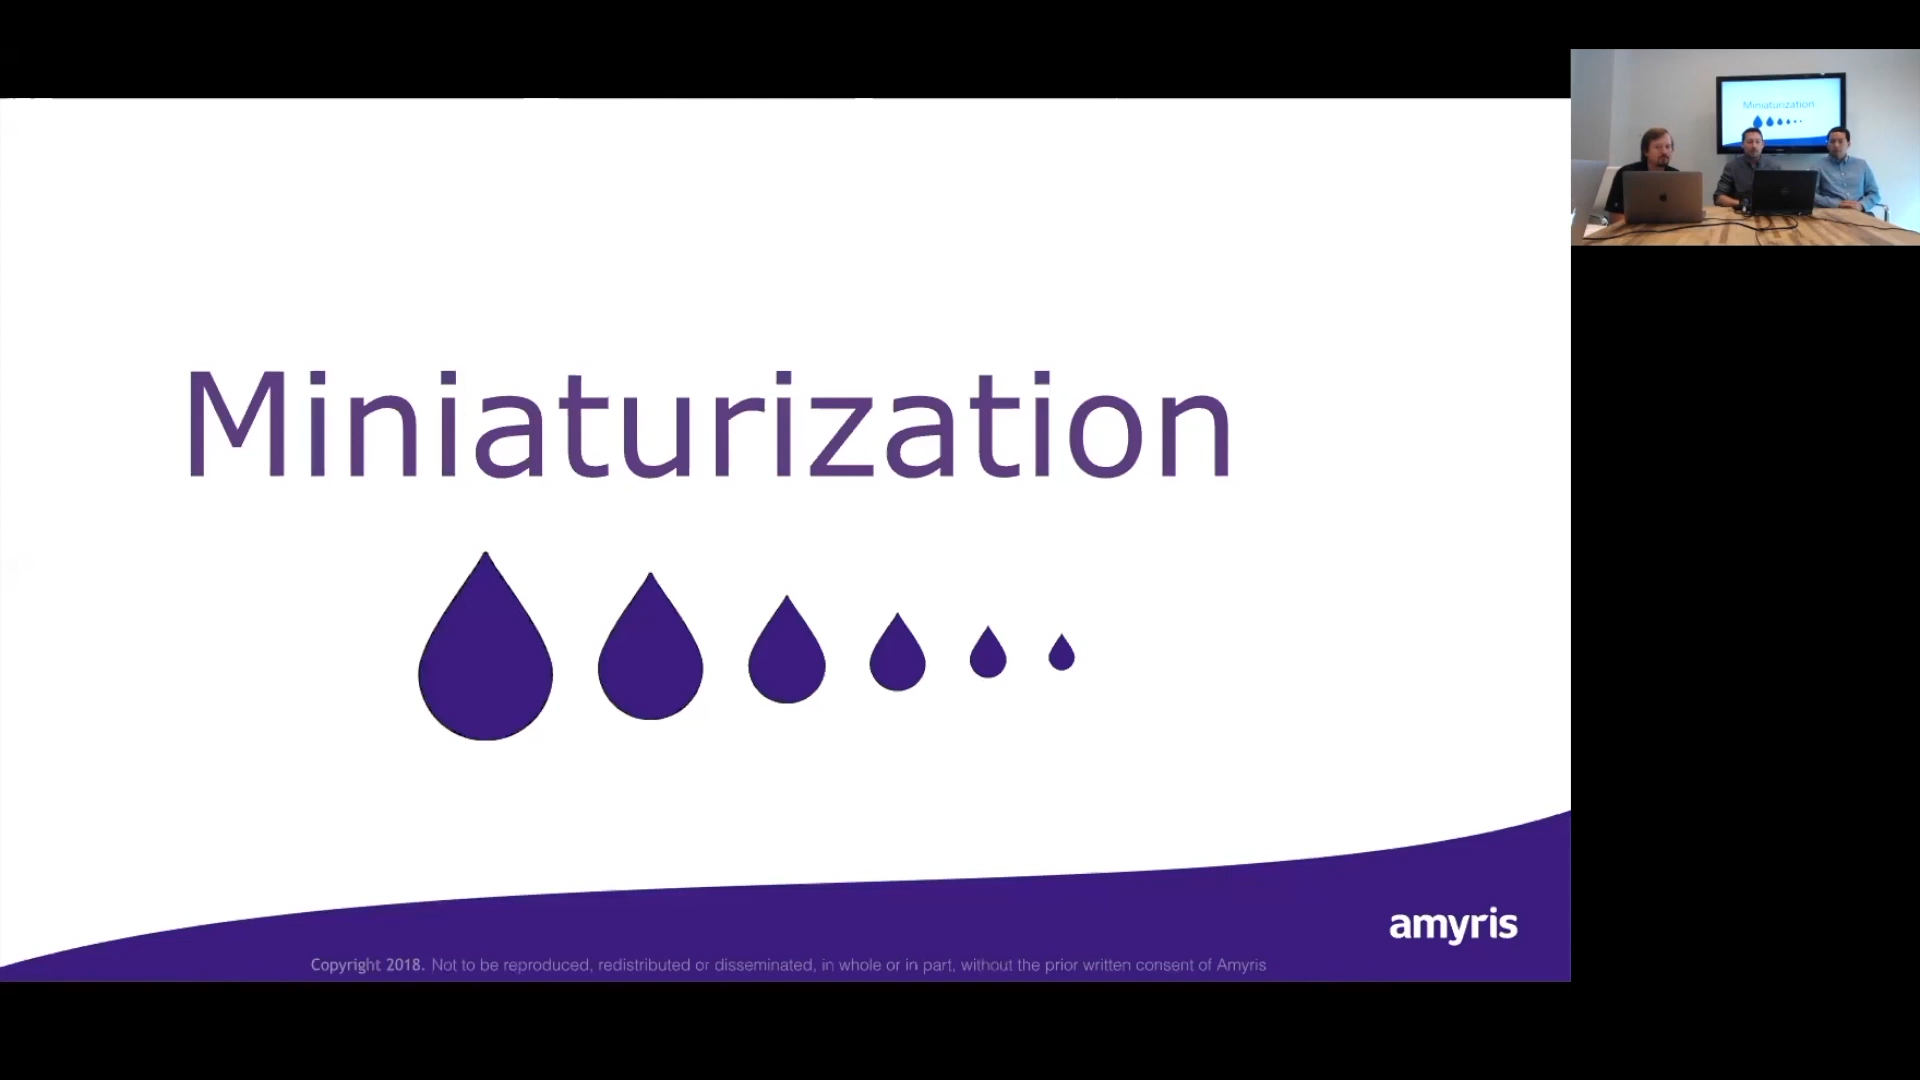 Miniaturization
Miniaturization
amyris
Copyright 2018. Not to be reproduced, redistributed or disseminated, in whole or in part, without the prior written consent of Amyris